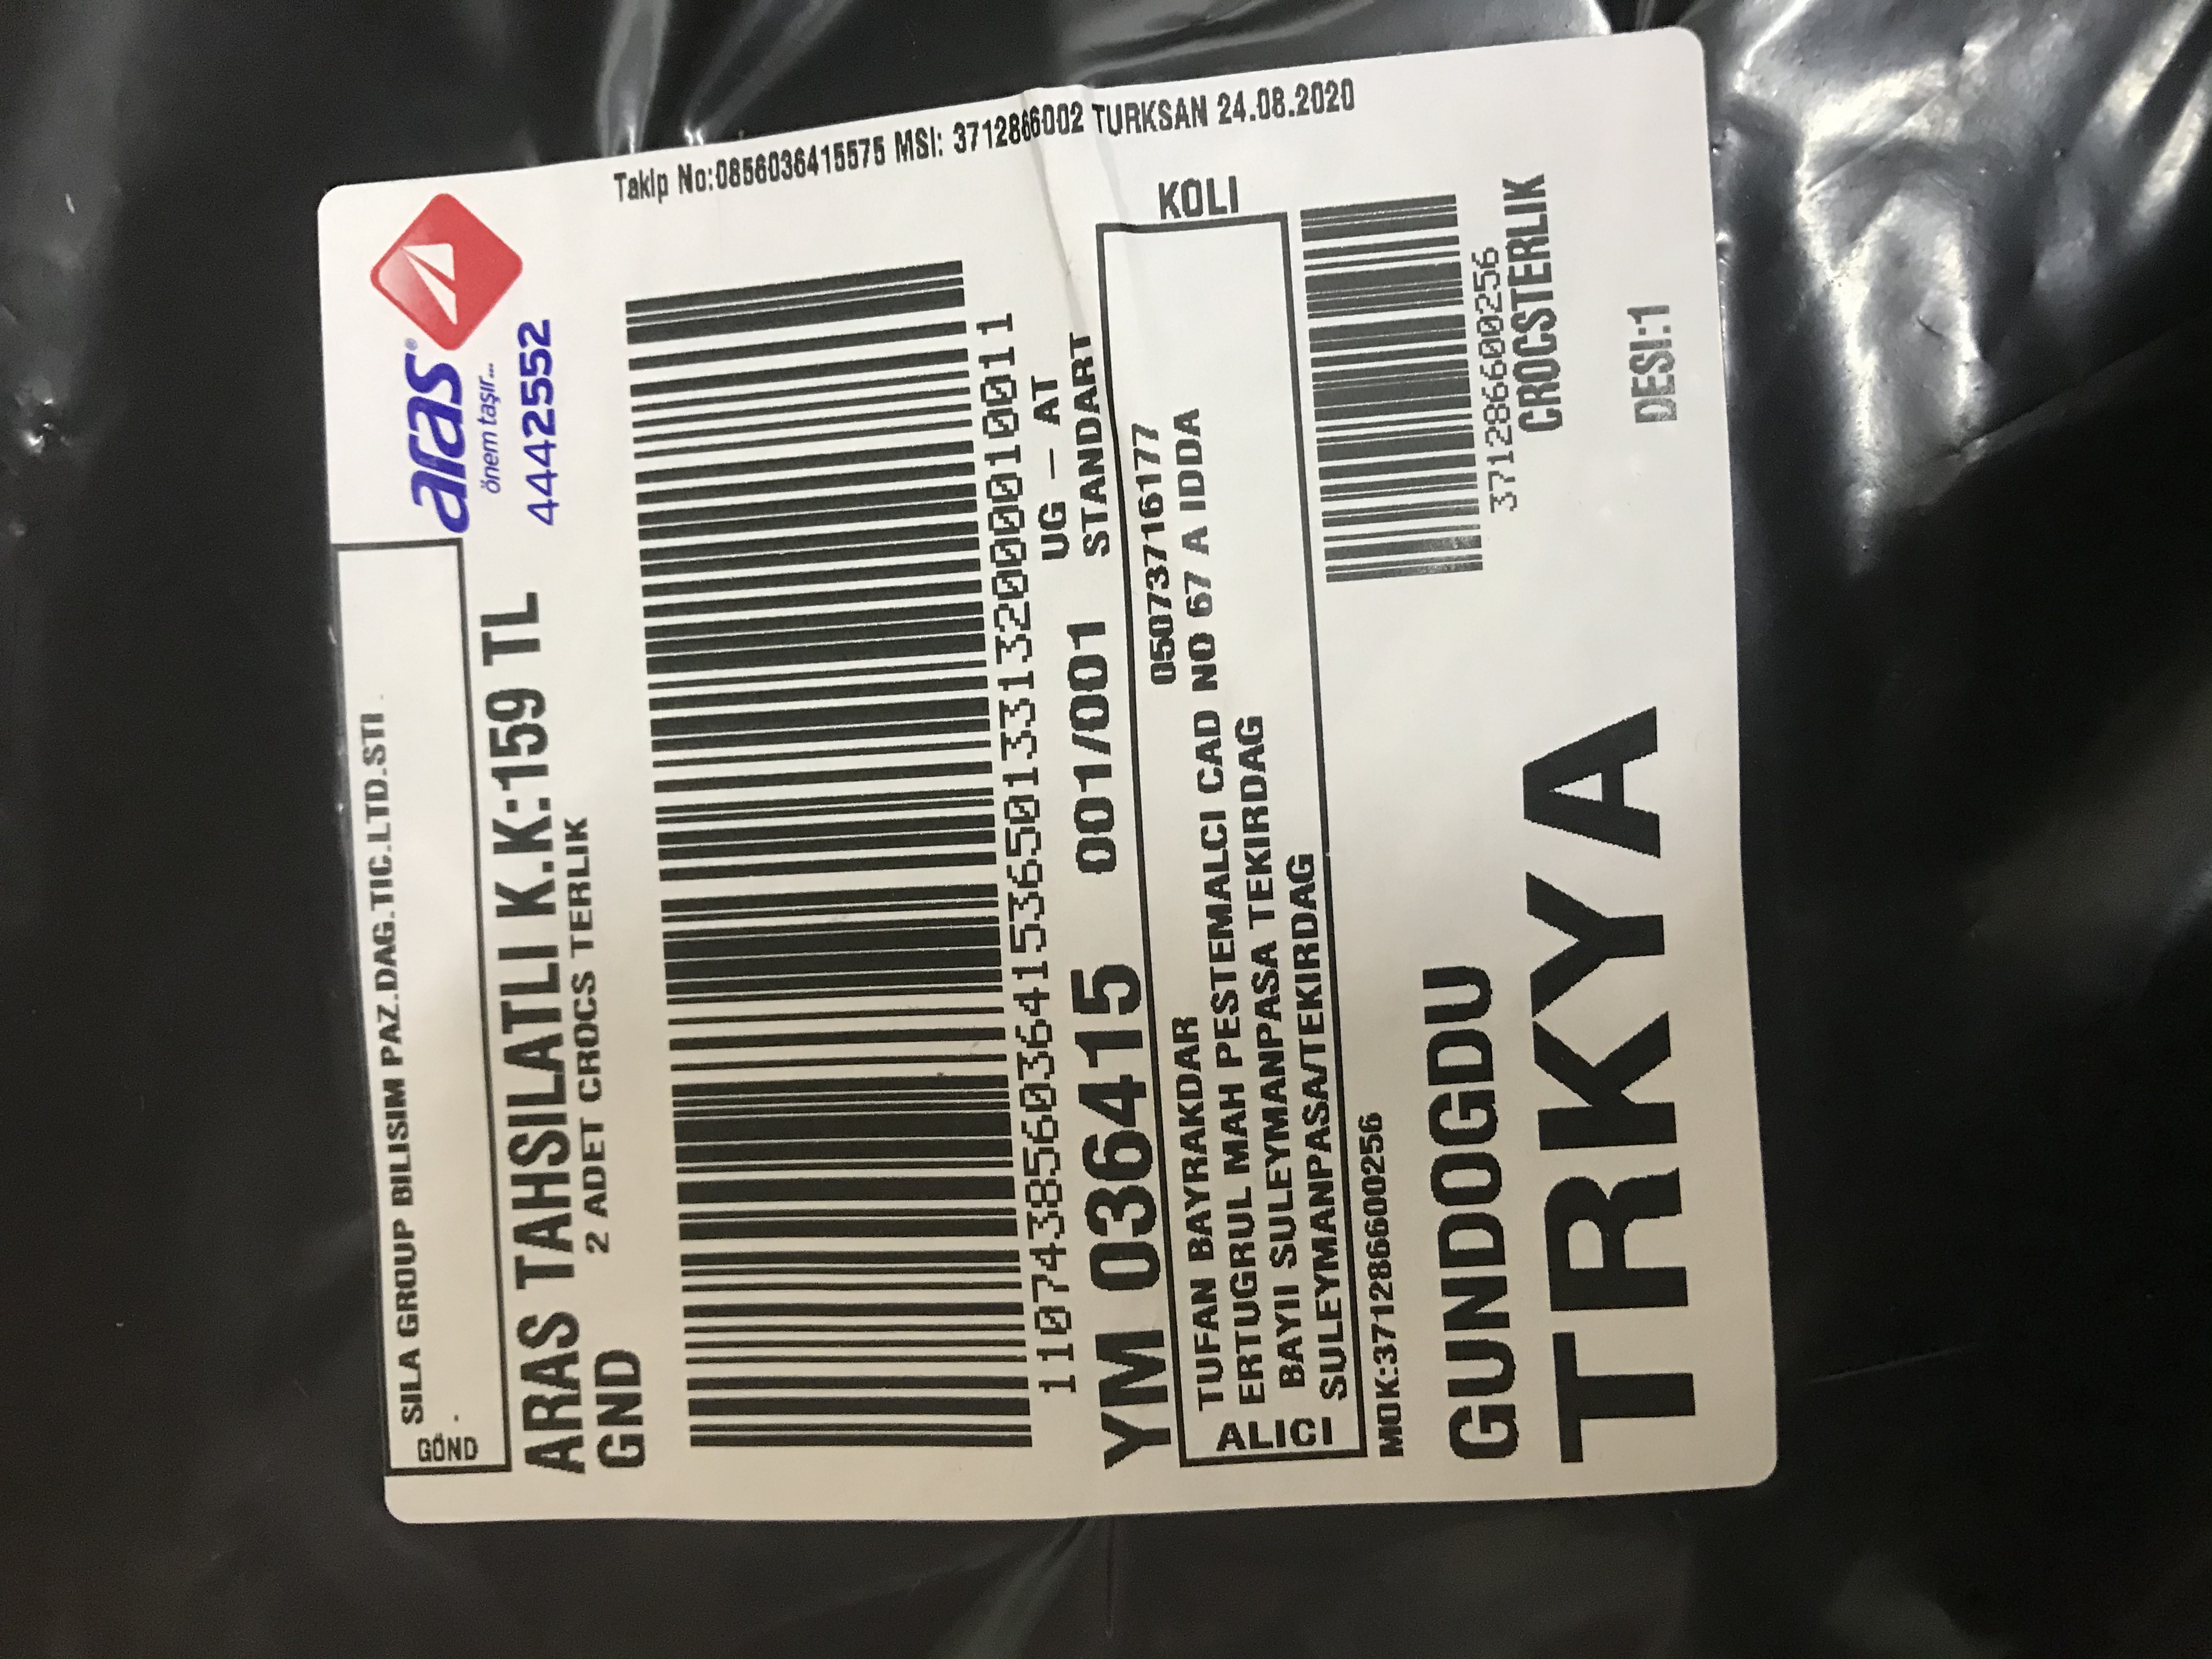 SILA GROUP BILISIM PAZ.DAG.TIC.LTD.STI
.
GÖND
aras
önem taşır...
4442552
ARAS TAHSILATLI K.K:159 TL
GND
2 ADET CROCS TERLIK
Takip No:0856036415575 MSI: 3712866002 TURKSAN 24.08.2020
1107438560364153650133132000010011
UG - AT
YM 036415 001/001 STANDART
KOLI
ALICI
TUFAN BAYRAKDAR 05073716177
ERTUGRUL MAH PESTEMALCI CAD NO 67 A IDDA
BAYII SULEYMANPASA TEKIRDAG
SULEYMANPASA/TEKIRDAG
MOK:371286600256
371286600256
CROCSTERLIK
GUNDOGDU
TRKYA
DESI:1